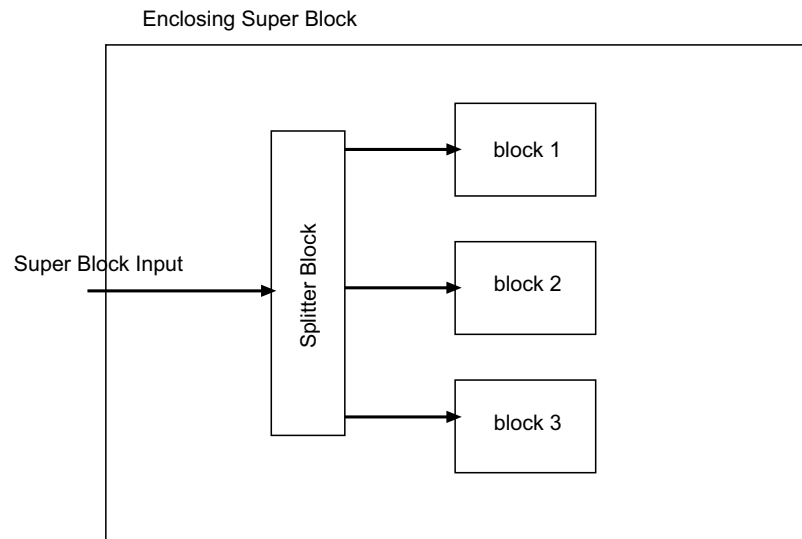 Enclosing Super Block
block 1
Super Block Input
Splitter Block
block 2
block 3